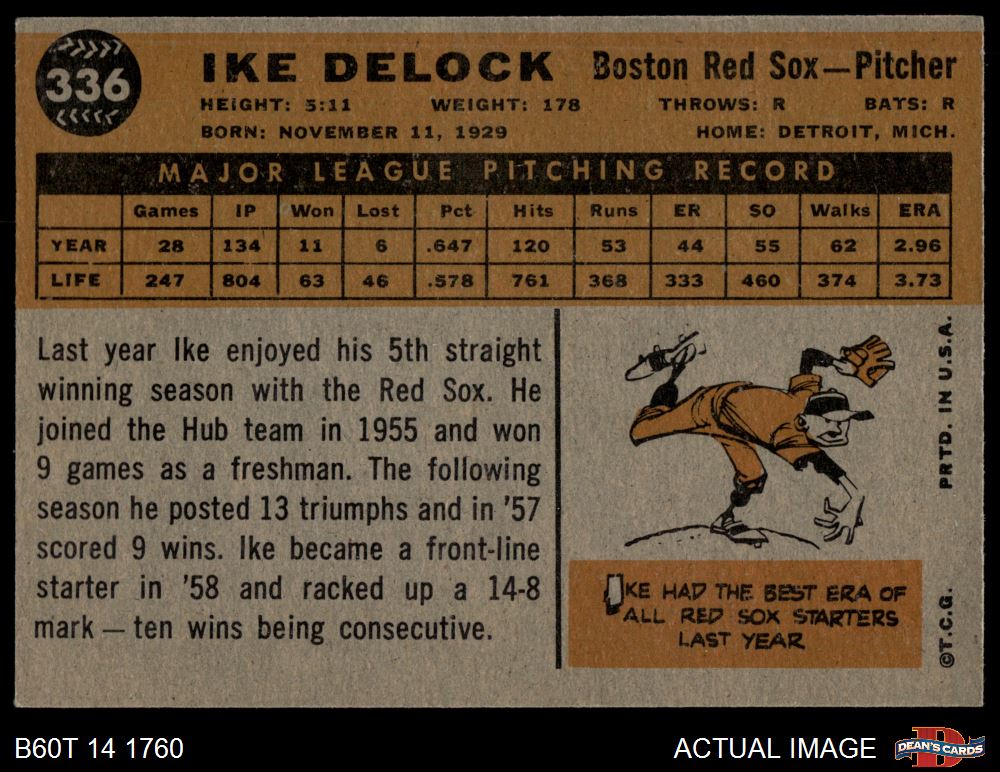 336
IKE DELOCK Boston Red Sox—Pitcher
HEIGHT: 5:11 WEIGHT: 178 THROWS: R BATS: R
BORN: NOVEMBER 11, 1929 HOME: DETROIT, MICH.
MAJOR LEAGUE PITCHING RECORD
Games IP Won Lost Pct Hits Runs ER SO Walks ERA
YEAR 28 134 11 6 .647 120 53 44 55 62 2.96
LIFE 247 804 63 46 .578 761 368 333 460 374 3.73
Last year Ike enjoyed his 5th straight
winning season with the Red Sox. He
joined the Hub team in 1955 and won
9 games as a freshman. The following
season he posted 13 triumphs and in '57
scored 9 wins. Ike became a front-line
starter in '58 and racked up a 14-8
mark — ten wins being consecutive.
IKE HAD THE BEST ERA OF
ALL RED SOX STARTERS
LAST YEAR
©T.C.G. PRTD. IN U.S.A.
B60T 14 1760 ACTUAL IMAGE
D
DEAN'S CARDS